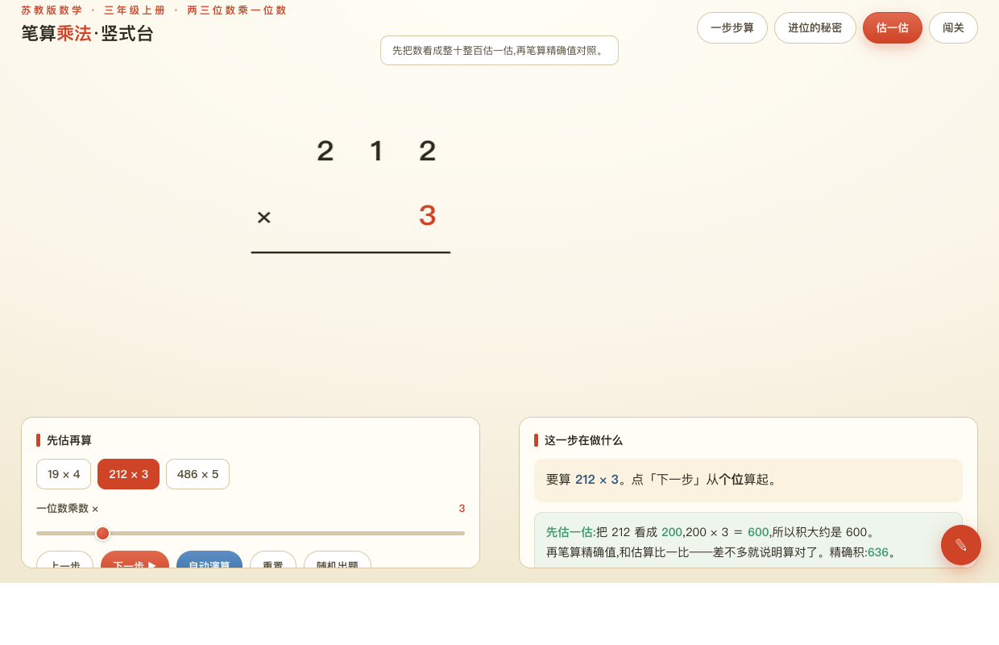 苏教版数学 · 三年级上册 · 两三位数乘一位数
笔算乘法·竖式台
一步步算 进位的秘密 估一估 闯关
先把数看成整十整百估一估,再笔算精确值对照。
2 1 2
× 3
先估再算
19 × 4 212 × 3 486 × 5
一位数乘数 × 3
上一步 下一步 ▶ 自动演算 重置 随机出题
这一步在做什么
要算 212 × 3。点「下一步」从个位算起。
先估一估:把 212 看成 200,200 × 3 ＝ 600,所以积大约是 600。
再笔算精确值,和估算比一比——差不多就说明算对了。精确积:636。
✎